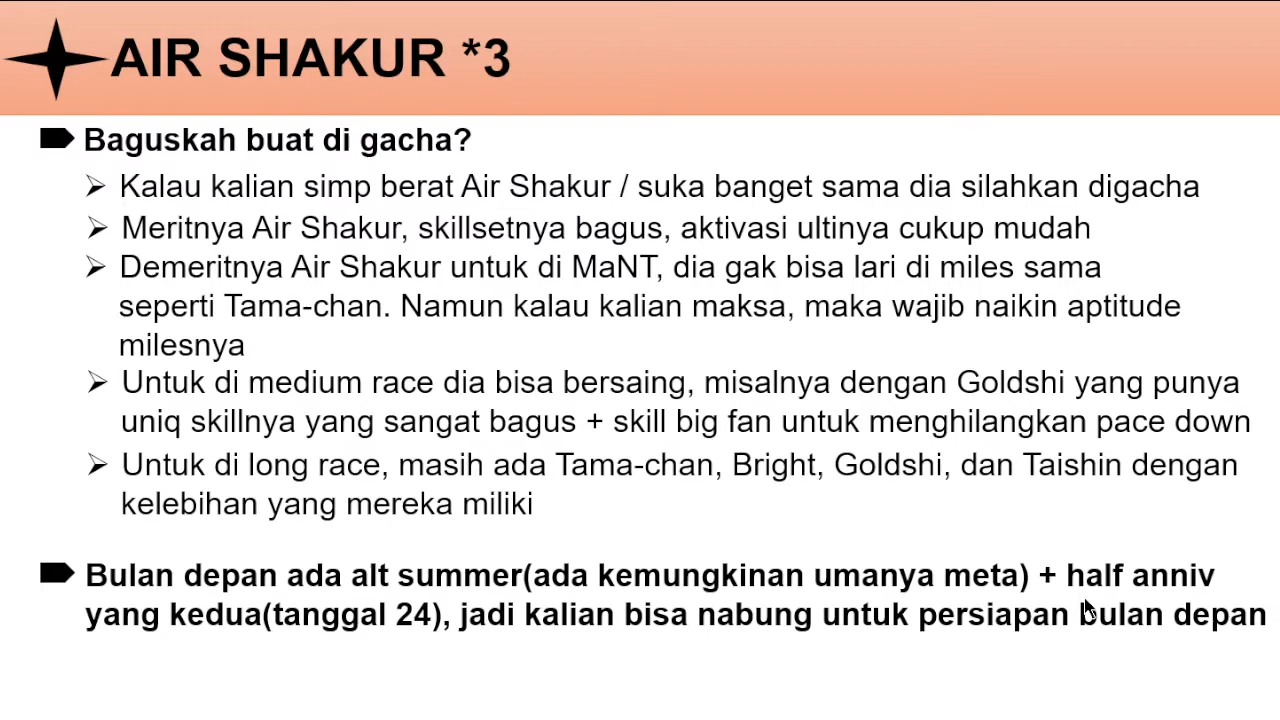 AIR SHAKUR *3
Baguskah buat di gacha?
Kalau kalian simp berat Air Shakur / suka banget sama dia silahkan digacha
Meritnya Air Shakur, skillsetnya bagus, aktivasi ultinya cukup mudah
Demeritnya Air Shakur untuk di MaNT, dia gak bisa lari di miles sama
seperti Tama-chan. Namun kalau kalian maksa, maka wajib naikin aptitude
milesnya
Untuk di medium race dia bisa bersaing, misalnya dengan Goldshi yang punya
uniq skillnya yang sangat bagus + skill big fan untuk menghilangkan pace down
Untuk di long race, masih ada Tama-chan, Bright, Goldshi, dan Taishin dengan
kelebihan yang mereka miliki
Bulan depan ada alt summer(ada kemungkinan umanya meta) + half anniv
yang kedua(tanggal 24), jadi kalian bisa nabung untuk persiapan bulan depan